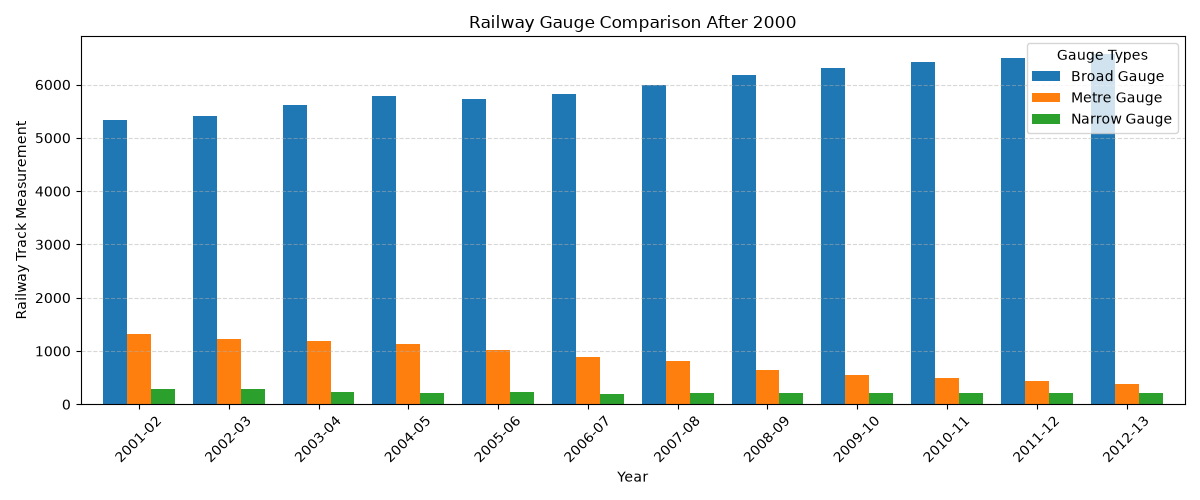 Railway Gauge Comparison After 2000
Gauge Types
Broad Gauge
Metre Gauge
Narrow Gauge
Railway Track Measurement
6000
5000
4000
3000
2000
1000
0
2001-02
2002-03
2003-04
2004-05
2005-06
2006-07
2007-08
2008-09
2009-10
2010-11
2011-12
2012-13
Year